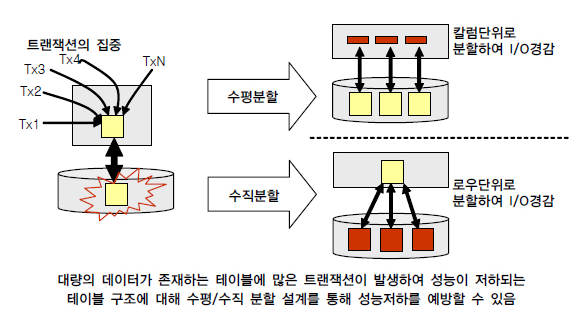 트랜잭션의 집중
Tx4
TxN
Tx3
Tx2
Tx1
수평분할
칼럼단위로
분할하여 I/O경감
수직분할
로우단위로
분할하여 I/O경감
대량의 데이터가 존재하는 테이블에 많은 트랜잭션이 발생하여 성능이 저하되는
테이블 구조에 대해 수평/수직 분할 설계를 통해 성능저하를 예방할 수 있음